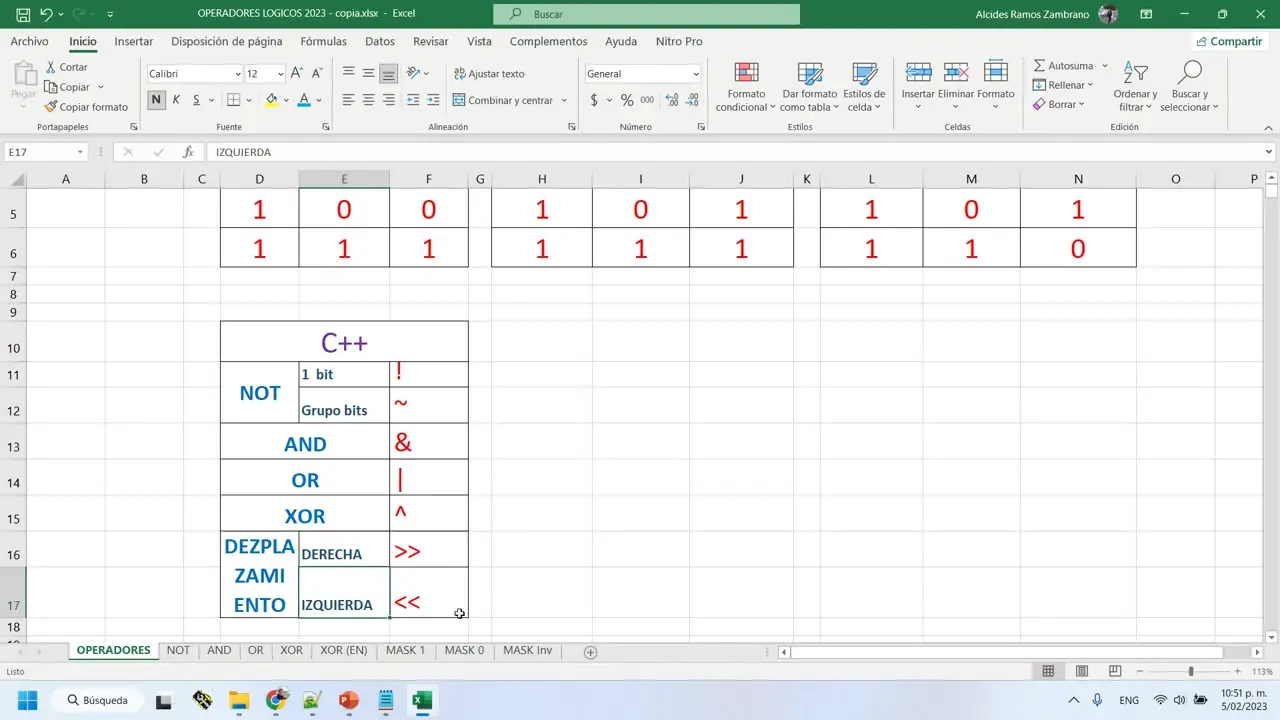 OPERADORES LOGICOS 2023 - copia.xlsx - Excel
Buscar
Alcides Ramos Zambrano
Archivo Inicio Insertar Disposición de página Fórmulas Datos Revisar Vista Complementos Ayuda Nitro Pro
Compartir
Pegar
Cortar
Copiar
Copiar formato
Portapapeles
Calibri 12
N K S
Fuente
Ajustar texto
Combinar y centrar
Alineación
General
$ % 000
Número
Formato condicional
Dar formato como tabla
Estilos de celda
Estilos
Insertar Eliminar Formato
Celdas
Autosuma
Rellenar
Borrar
Ordenar y filtrar
Buscar y seleccionar
Edición
E17 fx IZQUIERDA
A B C D E F G H I J K L M N O P
5 1 0 0 1 0 1 1 0 1
6 1 1 1 1 1 1 1 1 0
7
8
9
10 C++
11 NOT 1 bit !
12 Grupo bits ~
13 AND &
14 OR |
15 XOR ^
16 DEZPLA DERECHA >>
ZAMI
17 ENTO IZQUIERDA <<
18
OPERADORES NOT AND OR XOR XOR (EN) MASK 1 MASK 0 MASK Inv
Listo
113%
Búsqueda
ENG
10:51 p. m.
5/02/2023